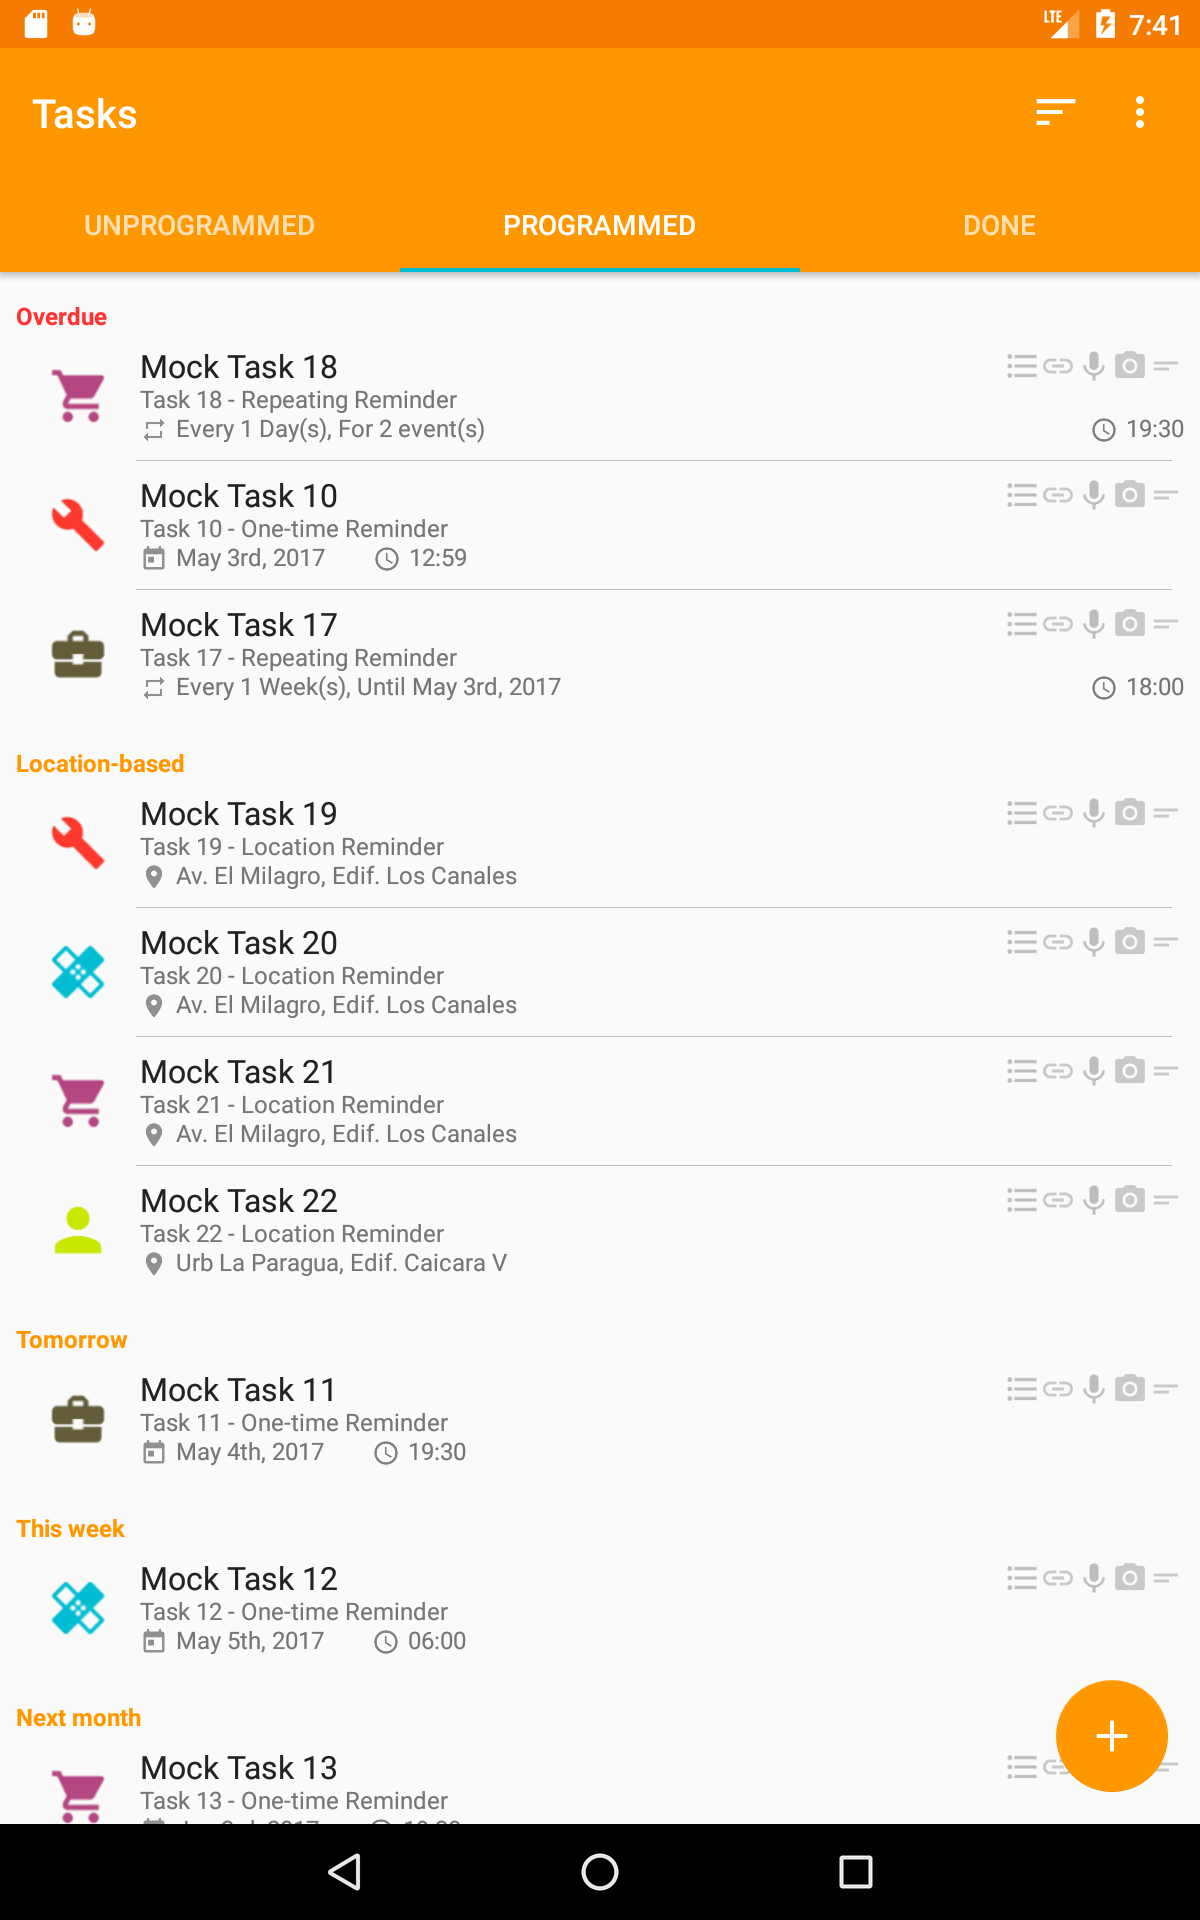 LTE 7:41
Tasks
UNPROGRAMMED PROGRAMMED DONE
Overdue
Mock Task 18
Task 18 - Repeating Reminder
Every 1 Day(s), For 2 event(s) 19:30
Mock Task 10
Task 10 - One-time Reminder
May 3rd, 2017 12:59
Mock Task 17
Task 17 - Repeating Reminder
Every 1 Week(s), Until May 3rd, 2017 18:00
Location-based
Mock Task 19
Task 19 - Location Reminder
Av. El Milagro, Edif. Los Canales
Mock Task 20
Task 20 - Location Reminder
Av. El Milagro, Edif. Los Canales
Mock Task 21
Task 21 - Location Reminder
Av. El Milagro, Edif. Los Canales
Mock Task 22
Task 22 - Location Reminder
Urb La Paragua, Edif. Caicara V
Tomorrow
Mock Task 11
Task 11 - One-time Reminder
May 4th, 2017 19:30
This week
Mock Task 12
Task 12 - One-time Reminder
May 5th, 2017 06:00
Next month
Mock Task 13
Task 13 - One-time Reminder